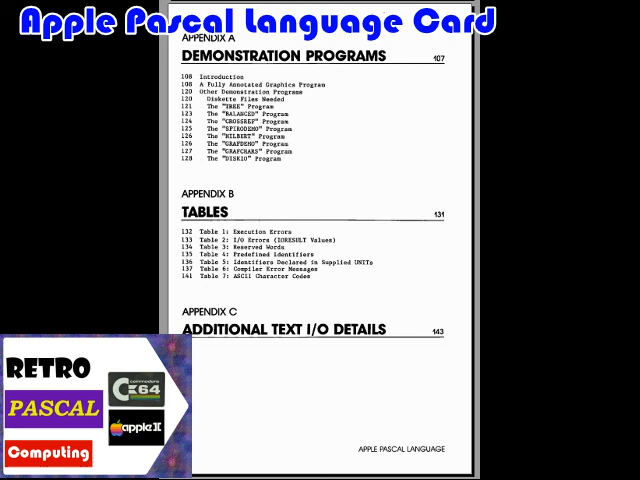 Apple Pascal Language Card
APPENDIX A
DEMONSTRATION PROGRAMS 107
108 Introduction
108 A Fully Annotated Graphics Program
120 Other Demonstration Programs
120 Diskette Files Needed
121 The "TREE" Program
123 The "BALANCED" Program
124 The "CROSSREF" Program
125 The "SPIRODEMO" Program
126 The "HILBERT" Program
126 The "GRAFDEMO" Program
127 The "GRAFCHARS" Program
128 The "DISKIO" Program
APPENDIX B
TABLES 131
132 Table 1: Execution Errors
133 Table 2: I/O Errors (IORESULT Values)
134 Table 3: Reserved Words
135 Table 4: Predefined Identifiers
136 Table 5: Identifiers Declared in Supplied UNITs
137 Table 6: Compiler Error Messages
141 Table 7: ASCII Character Codes
APPENDIX C
ADDITIONAL TEXT I/O DETAILS 143
RETRO
PASCAL
Computing
commodore
64
apple ][
APPLE PASCAL LANGUAGE